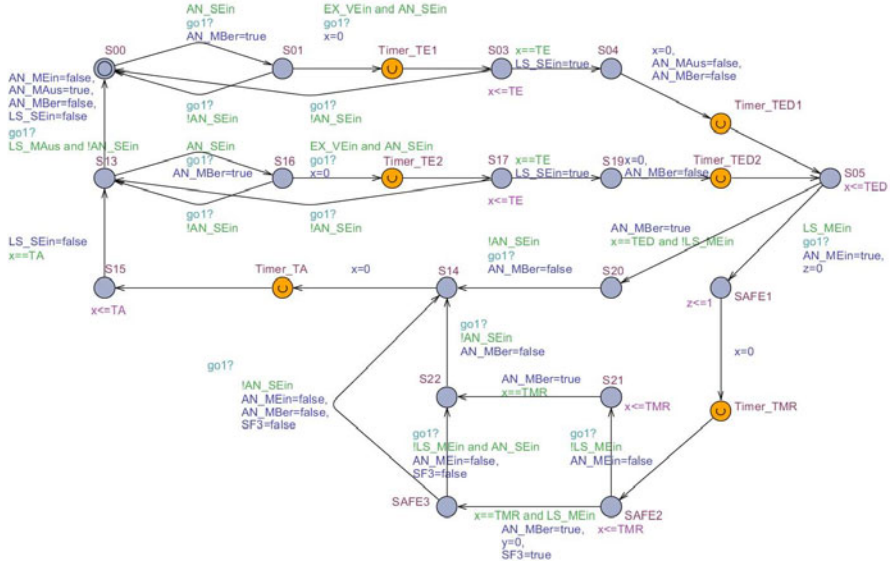 AN_SEin
go1?
AN_MBer=true
EX_VEin and AN_SEin
go1?
x=0
S00
S01
Timer_TE1
S03
x==TE
LS_SEin=true
S04
x=0,
AN_MAus=false,
AN_MBer=false
AN_MEin=false,
AN_MAus=true,
AN_MBer=false,
LS_SEin=false
go1?
LS_MAus and !AN_SEin
x<=TE
go1?
!AN_SEin
go1?
!AN_SEin
Timer_TED1
AN_SEin
go1?
AN_MBer=true
EX_VEin and AN_SEin
go1?
x=0
S13
S16
Timer_TE2
S17
x==TE
LS_SEin=true
S19
x=0,
AN_MBer=false
Timer_TED2
S05
x<=TED
x<=TE
go1?
!AN_SEin
go1?
!AN_SEin
LS_SEin=false
x==TA
!AN_SEin
go1?
AN_MBer=false
AN_MBer=true
x==TED and !LS_MEin
LS_MEin
go1?
AN_MEin=true,
z=0
S15
Timer_TA
x=0
S14
S20
SAFE1
x<=TA
z<=1
go1?
!AN_SEin
AN_MBer=false
x=0
go1?
!AN_SEin
AN_MEin=false,
AN_MBer=false,
SF3=false
S22
AN_MBer=true
x==TMR
S21
x<=TMR
Timer_TMR
go1?
!LS_MEin and AN_SEin
AN_MEin=false,
SF3=false
go1?
!LS_MEin
AN_MEin=false
SAFE3
x==TMR and LS_MEin
AN_MBer=true,
y=0,
SF3=true
SAFE2
x<=TMR